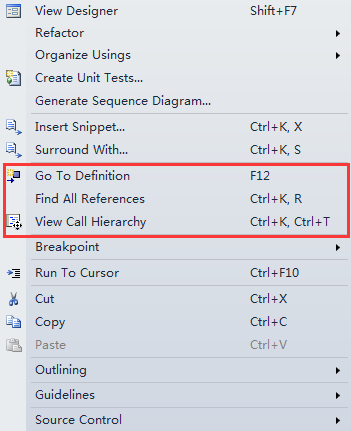 View Designer Shift+F7
Refactor
Organize Usings
Create Unit Tests...
Generate Sequence Diagram...
Insert Snippet... Ctrl+K, X
Surround With... Ctrl+K, S
Go To Definition F12
Find All References Ctrl+K, R
View Call Hierarchy Ctrl+K, Ctrl+T
Breakpoint
Run To Cursor Ctrl+F10
Cut Ctrl+X
Copy Ctrl+C
Paste Ctrl+V
Outlining
Guidelines
Source Control